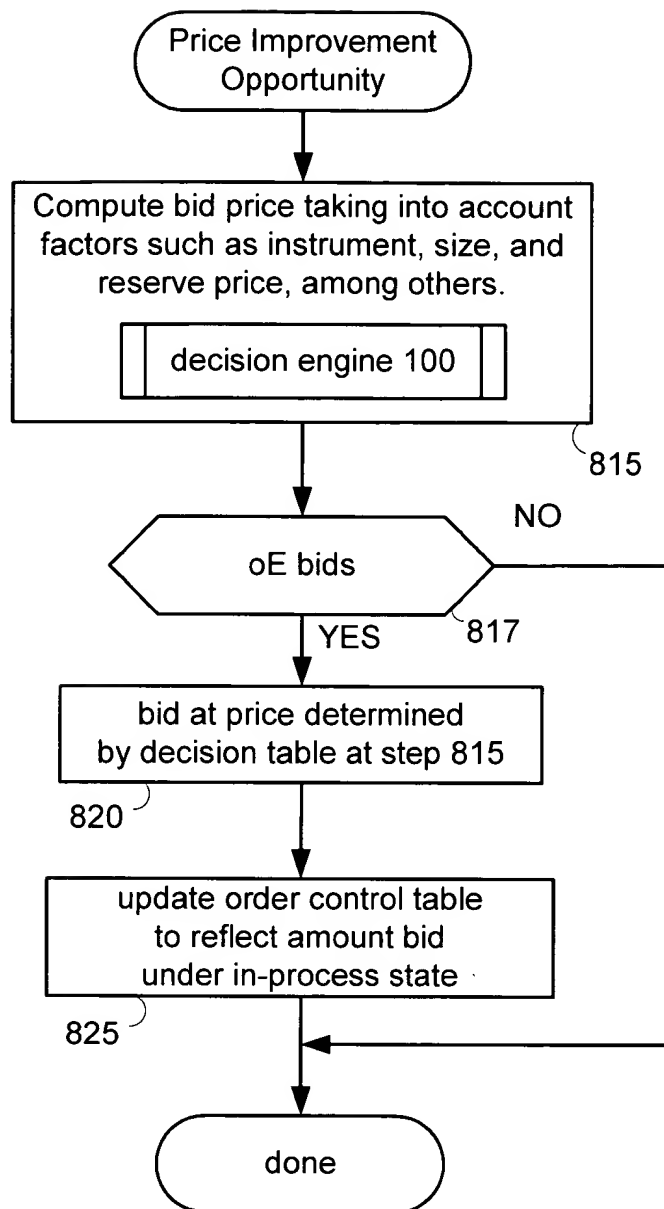 Price Improvement
Opportunity
Compute bid price taking into account
factors such as instrument, size, and
reserve price, among others.
decision engine 100
815
NO
oE bids
817
YES
bid at price determined
by decision table at step 815
820
update order control table
to reflect amount bid
under in-process state
825
done